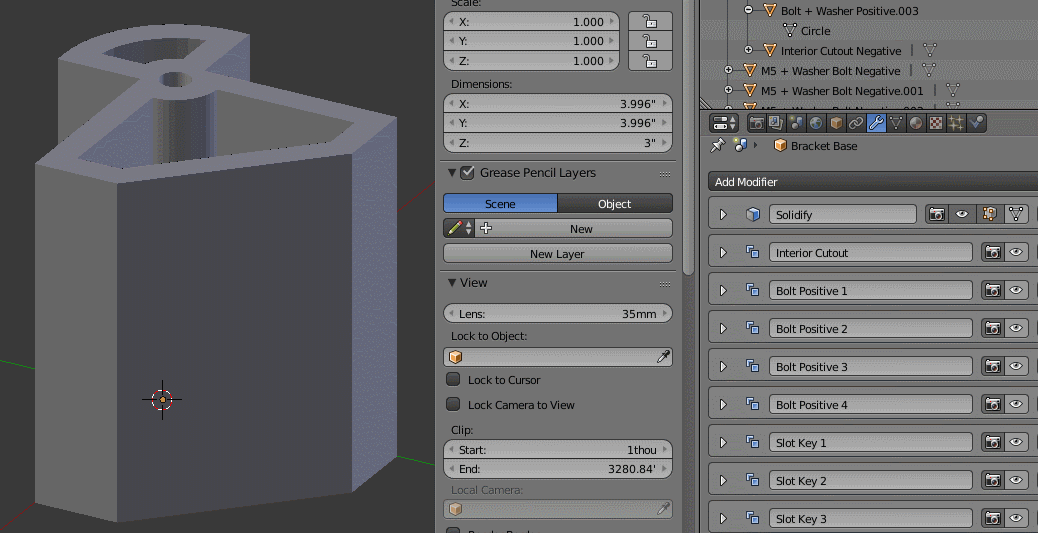 Scale:
X: 1.000
Y: 1.000
Z: 1.000
Dimensions:
X: 3.996"
Y: 3.996"
Z: 3"
Grease Pencil Layers
Scene Object
New
New Layer
View
Lens: 35mm
Lock to Object:
Lock to Cursor
Lock Camera to View
Clip:
Start: 1thou
End: 3280.84'
Local Camera:
Bolt + Washer Positive.003
Circle
Interior Cutout Negative
M5 + Washer Bolt Negative
M5 + Washer Bolt Negative.001
Bracket Base
Add Modifier
Solidify
Interior Cutout
Bolt Positive 1
Bolt Positive 2
Bolt Positive 3
Bolt Positive 4
Slot Key 1
Slot Key 2
Slot Key 3